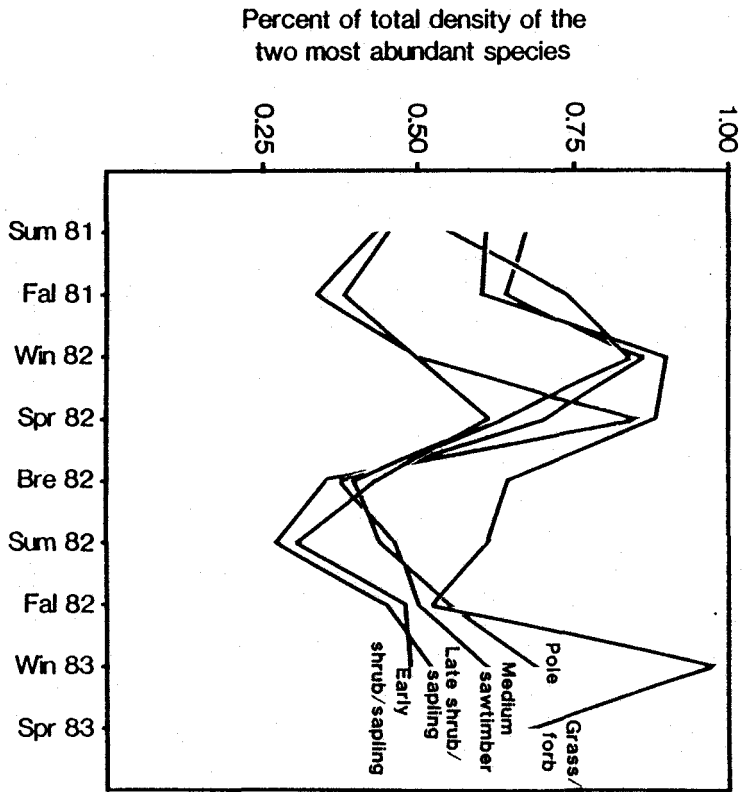 Percent of total density of the
two most abundant species
0.25
0.50
0.75
1.00
Sum 81
Fal 81
Win 82
Spr 82
Bre 82
Sum 82
Fal 82
Win 83
Spr 83
Pole
Grass/
forb
Medium
sawtimber
Late shrub/
sapling
Early
shrub/sapling